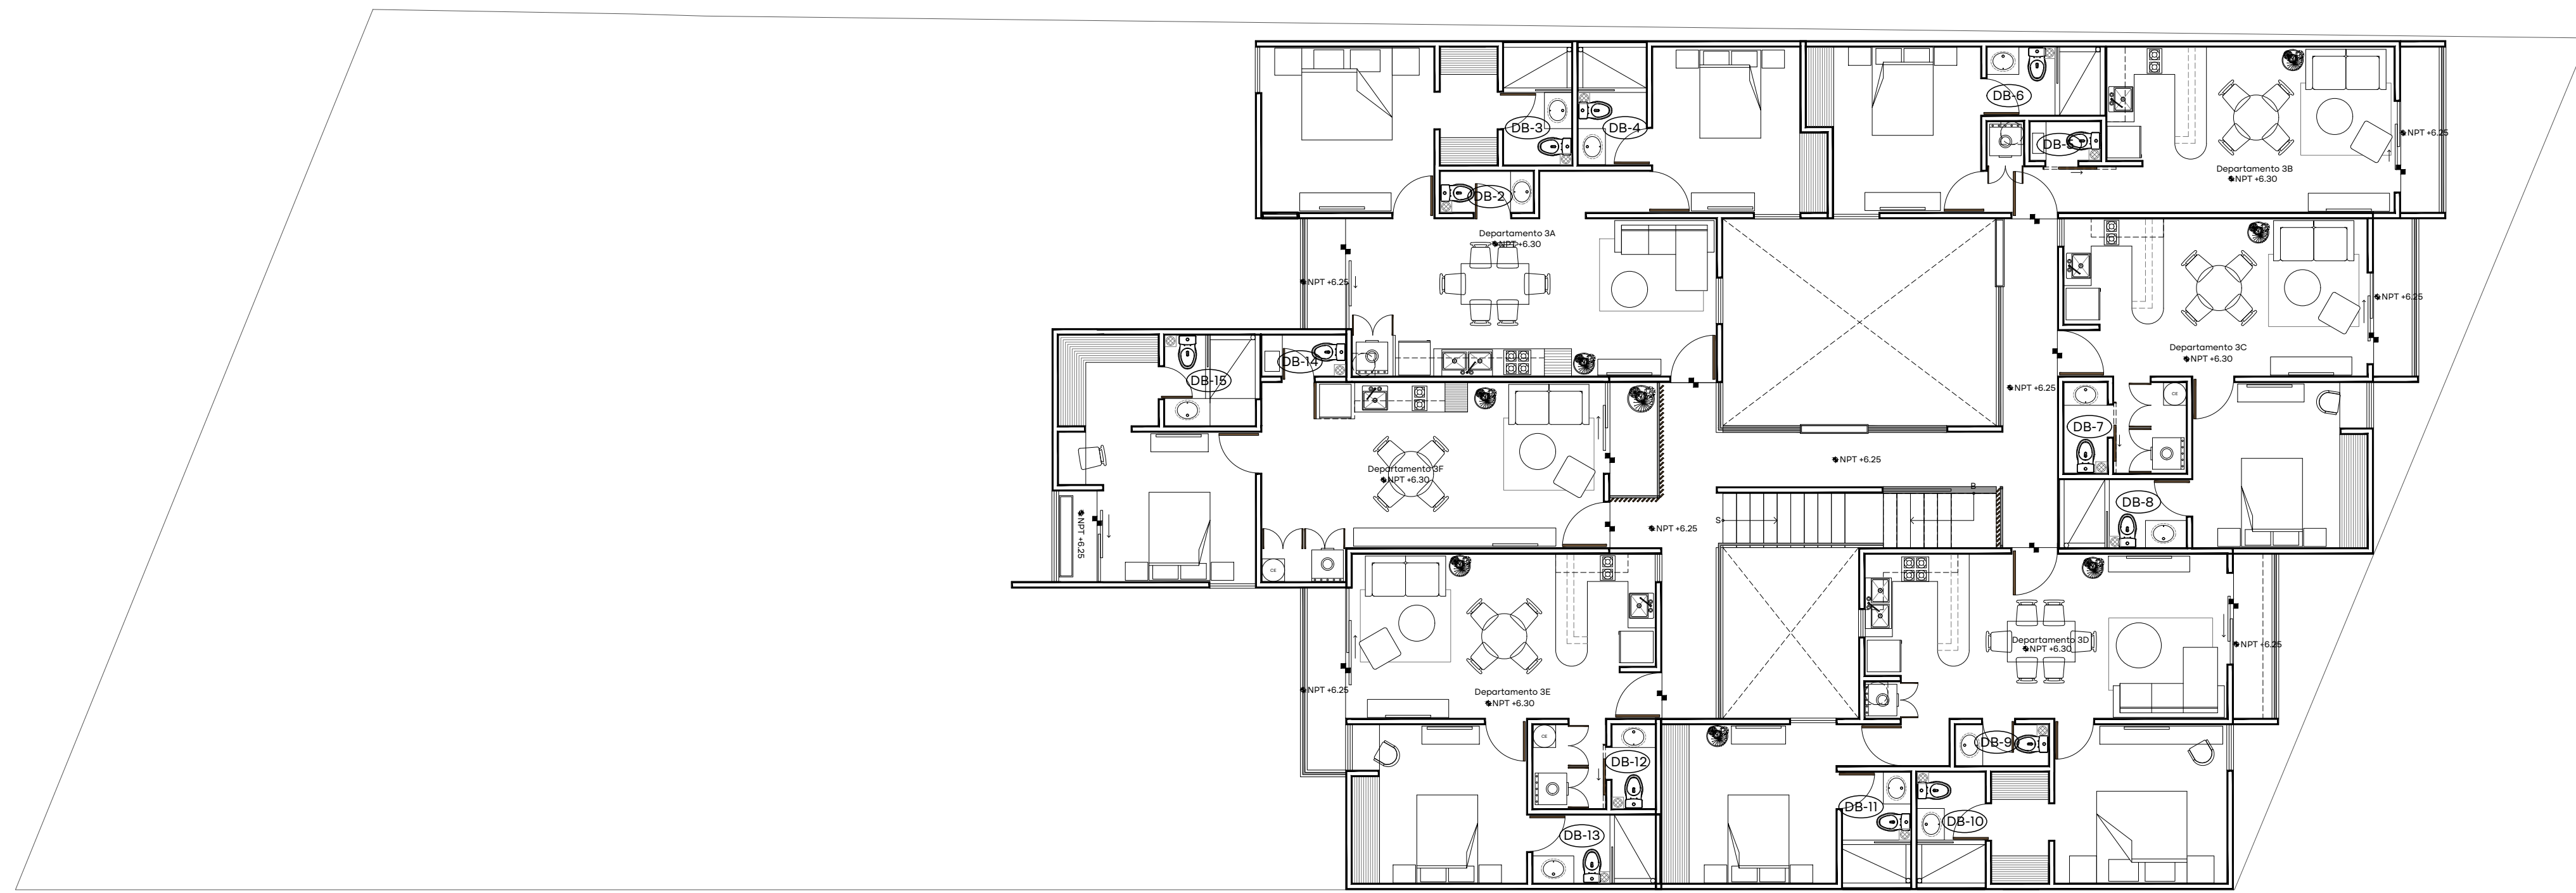 DB-6
DB-3
DB-4
NPT +6.25
DB-5
Departamento 3B
NPT +6.30
DB-2
Departamento 3A
NPT +6.30
NPT +6.25
NPT +6.25
Departamento 3C
NPT +6.30
DB-14
DB-15
NPT +6.25
CE
DB-7
Departamento 3F
NPT +6.30
NPT +6.25
B
DB-8
S
NPT +6.25
NPT +6.25
CE
Departamento 3D
NPT +6.30
NPT +6.25
NPT +6.25
Departamento 3E
NPT +6.30
CE
DB-9
DB-12
DB-11
DB-10
DB-13